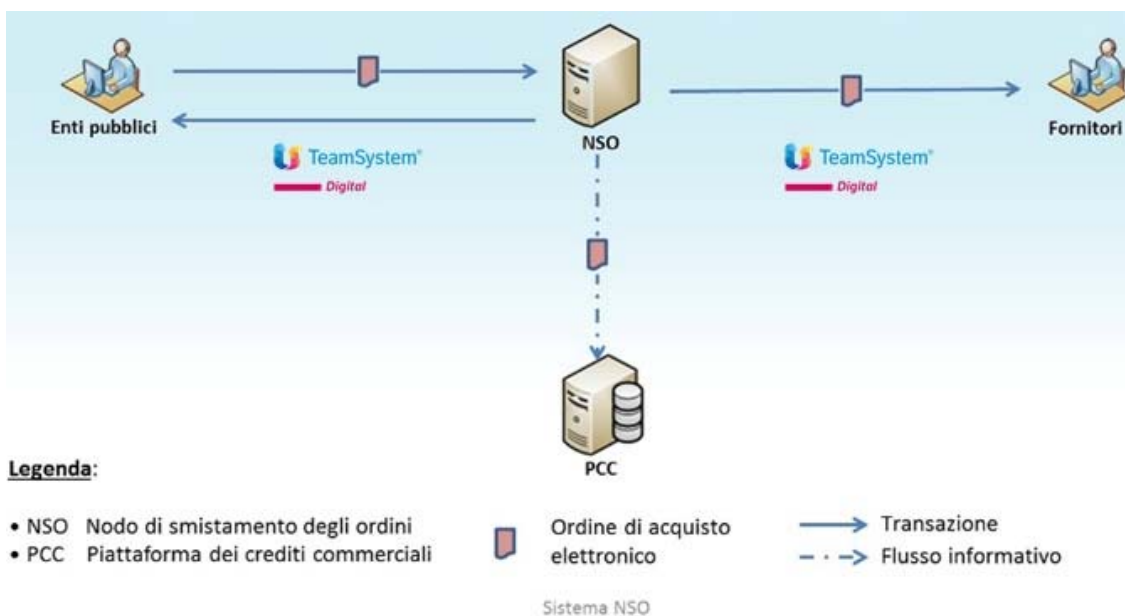 Enti pubblici
NSO
Fornitori
TeamSystem®
Digital
TeamSystem®
Digital
PCC
Legenda:
• NSO Nodo di smistamento degli ordini
• PCC Piattaforma dei crediti commerciali
Ordine di acquisto
elettronico
Transazione
Flusso informativo
Sistema NSO